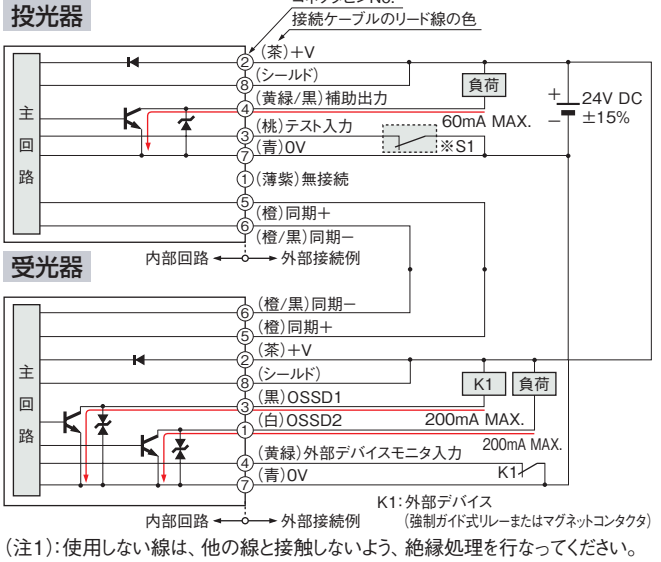 コネクタピンNo.
投光器
接続ケーブルのリード線の色
主回路
②(茶)+V
⑧(シールド)
④(黄緑/黒)補助出力
③(桃)テスト入力
⑦(青)0V
①(薄紫)無接続
⑤(橙)同期+
⑥(橙/黒)同期−
負荷
60mA MAX.
※S1
+
−
24V DC
±15%
内部回路
外部接続例
受光器
主回路
⑥(橙/黒)同期−
⑤(橙)同期+
②(茶)+V
⑧(シールド)
③(黒)OSSD1
①(白)OSSD2
④(黄緑)外部デバイスモニタ入力
⑦(青)0V
K1
負荷
200mA MAX.
200mA MAX.
K1
内部回路
外部接続例
K1:外部デバイス
(強制ガイド式リレーまたはマグネットコンタクタ)
(注1):使用しない線は、他の線と接触しないよう、絶縁処理を行なってください。